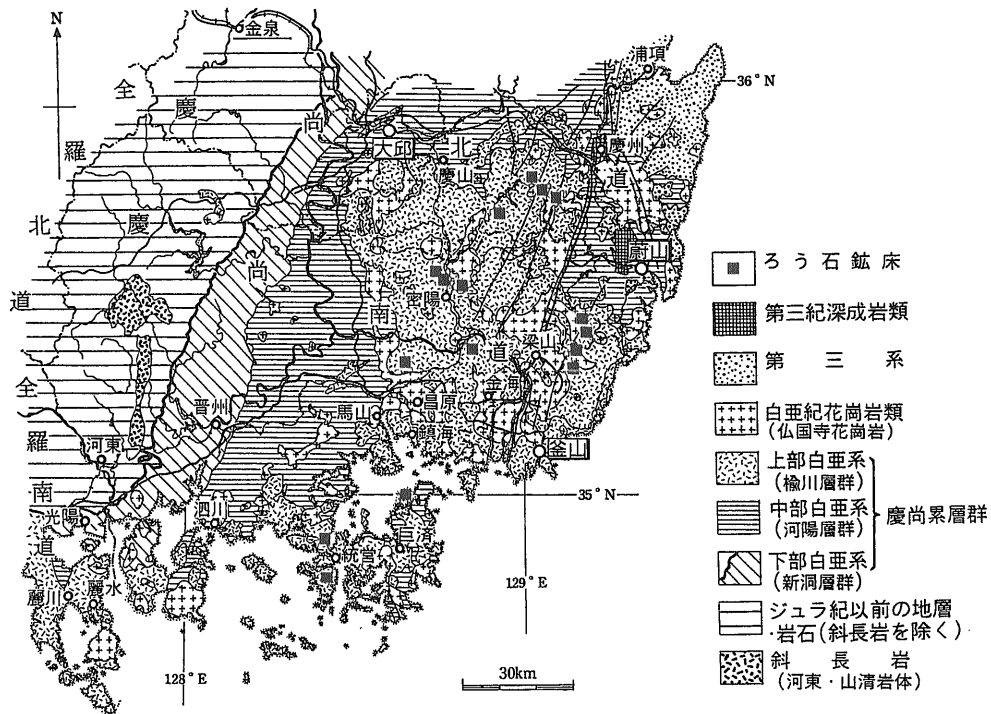 N
金泉
浦項
36°N
全
慶
尚
羅
大邱
北
慶州
慶山
道
北
慶
尚
蔚山
道
密陽
南
道
梁山
全
馬山
昌原
金海
晋州
鎮海
羅
河東
釜山
南
35°N
光陽
泗川
道
巨済
統営
麗川
麗水
129°E
128°E
30km
ろう石鉱床
第三紀深成岩類
第三系
白亜紀花崗岩類
(仏国寺花崗岩)
上部白亜系
(楡川層群)
中部白亜系
(河陽層群)
慶尚累層群
下部白亜系
(新洞層群)
ジュラ紀以前の地層
・岩石(斜長岩を除く)
斜長岩
(河東・山清岩体)